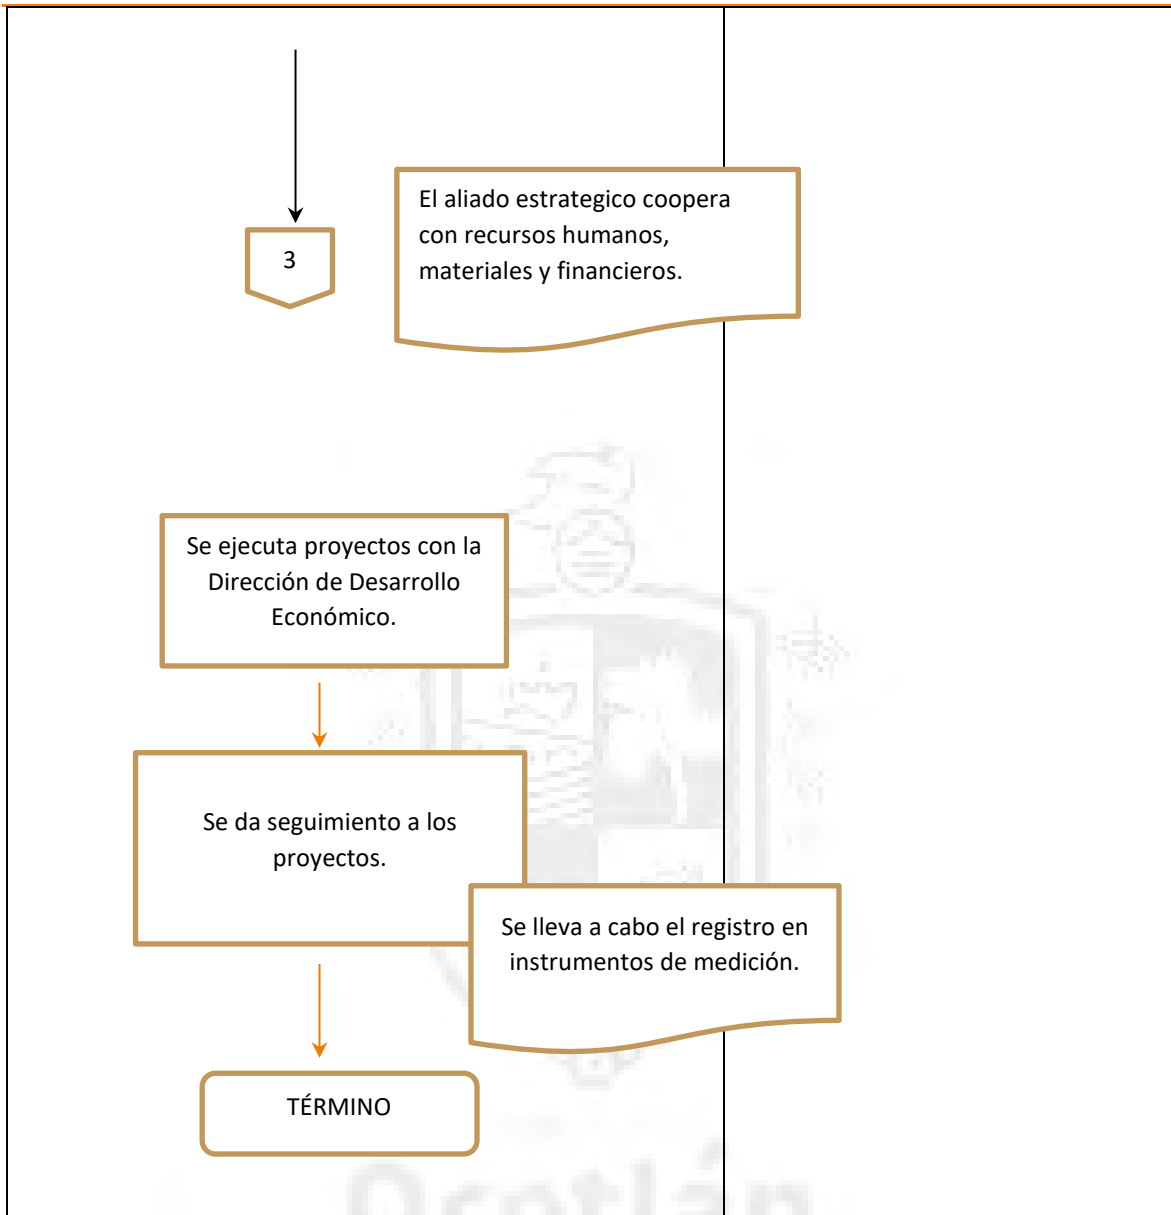 3
El aliado estrategico coopera
con recursos humanos,
materiales y financieros.
Se ejecuta proyectos con la
Dirección de Desarrollo
Económico.
Se da seguimiento a los
proyectos.
Se lleva a cabo el registro en
instrumentos de medición.
TÉRMINO
Ocotlán